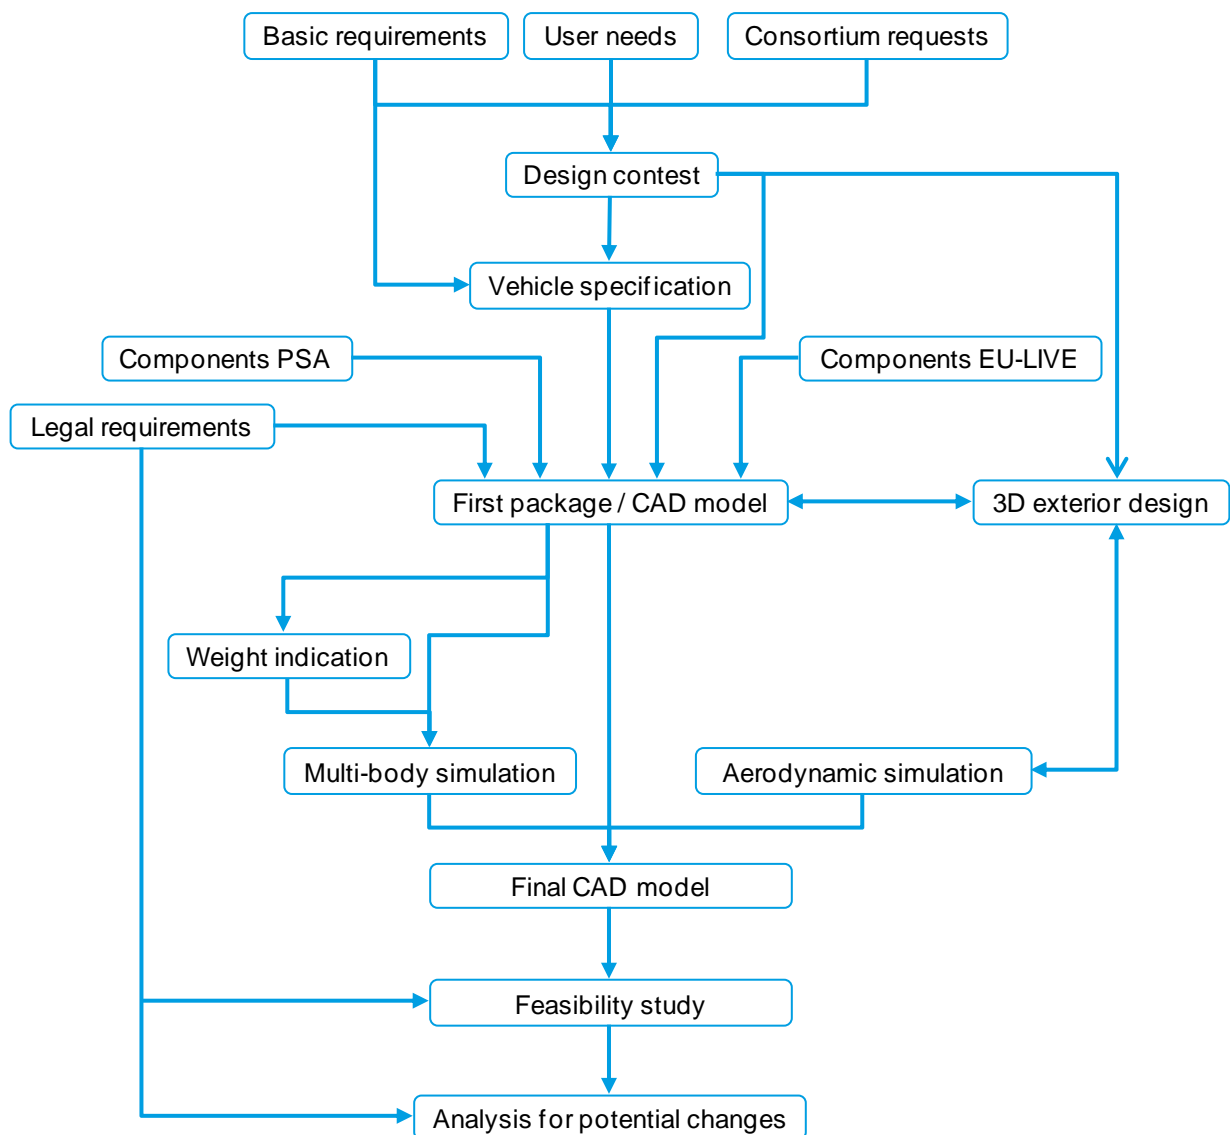 Basic requirements
User needs
Consortium requests
Design contest
Vehicle specification
Components PSA
Components EU-LIVE
Legal requirements
First package / CAD model
3D exterior design
Weight indication
Multi-body simulation
Aerodynamic simulation
Final CAD model
Feasibility study
Analysis for potential changes